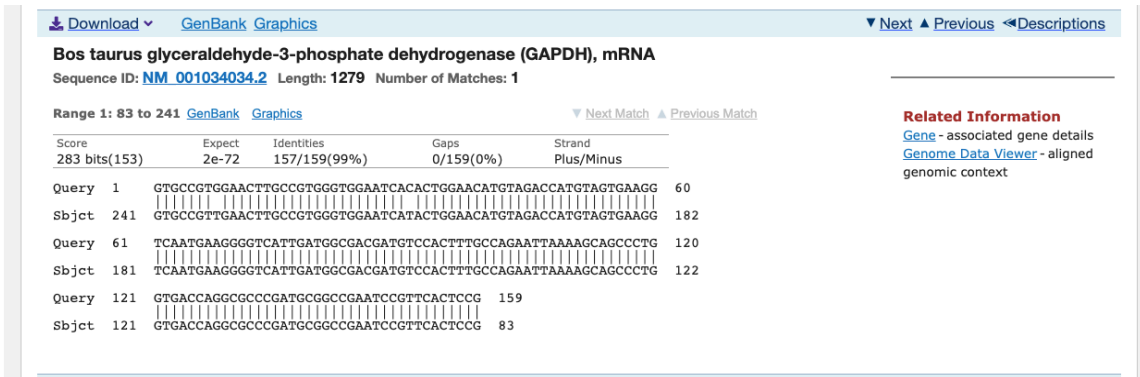 Download GenBank Graphics Next Previous Descriptions
Bos taurus glyceraldehyde-3-phosphate dehydrogenase (GAPDH), mRNA
Sequence ID: NM_001034034.2 Length: 1279 Number of Matches: 1
Range 1: 83 to 241 GenBank Graphics Next Match Previous Match
Score Expect Identities Gaps Strand
283 bits(153) 2e-72 157/159(99%) 0/159(0%) Plus/Minus
Query 1 GTGCCGTGGAACTTGCCGTGGGTGGAATCACACTGGAACATGTAGACCATGTAGTGAAGG 60
Sbjct 241 GTGCCGTTGAACTTGCCGTGGGTGGAATCATACTGGAACATGTAGACCATGTAGTGAAGG 182
Query 61 TCAATGAAGGGGTCATTGATGGCGACGATGTCCACTTTGCCAGAATTAAAAGCAGCCCTG 120
Sbjct 181 TCAATGAAGGGGTCATTGATGGCGACGATGTCCACTTTGCCAGAATTAAAAGCAGCCCTG 122
Query 121 GTGACCAGGCGCCCGATGCGGCCGAATCCGTTCACTCCG 159
Sbjct 121 GTGACCAGGCGCCCGATGCGGCCGAATCCGTTCACTCCG 83
Related Information
Gene - associated gene details
Genome Data Viewer - aligned
genomic context